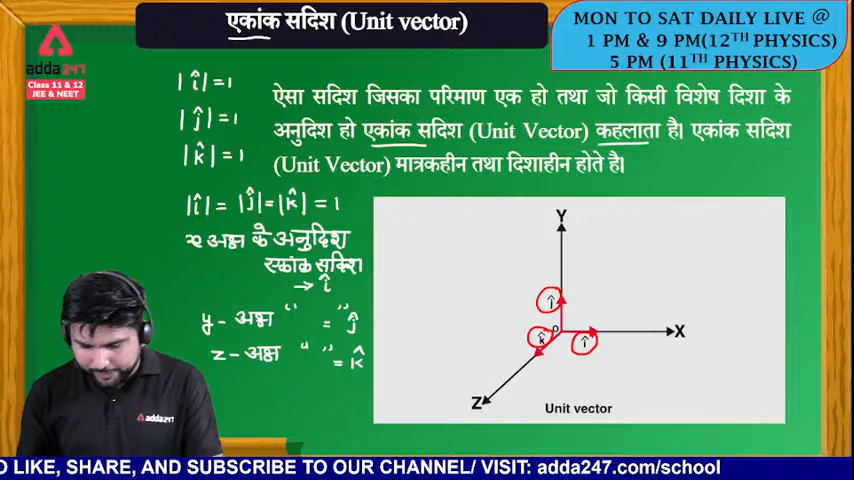 एकांक सदिश (Unit vector)
MON TO SAT DAILY LIVE @
1 PM & 9 PM(12TH PHYSICS)
5 PM (11TH PHYSICS)
adda247
Class 11 & 12
JEE & NEET
|î|=1
|ĵ|=1
|k̂|=1
ऐसा सदिश जिसका परिमाण एक हो तथा जो किसी विशेष दिशा के
अनुदिश हो एकांक सदिश (Unit Vector) कहलाता है। एकांक सदिश
(Unit Vector) मात्रकहीन तथा दिशाहीन होते है।
|î|=|ĵ|=|k̂|=1
x अक्ष के अनुदिश
एकांक सदिश
→ î
y - अक्ष " " = ĵ
z - अक्ष " " = k̂
Y
ĵ
O
k̂
î
X
Z
Unit vector
adda247
O LIKE, SHARE, AND SUBSCRIBE TO OUR CHANNEL/ VISIT: adda247.com/school